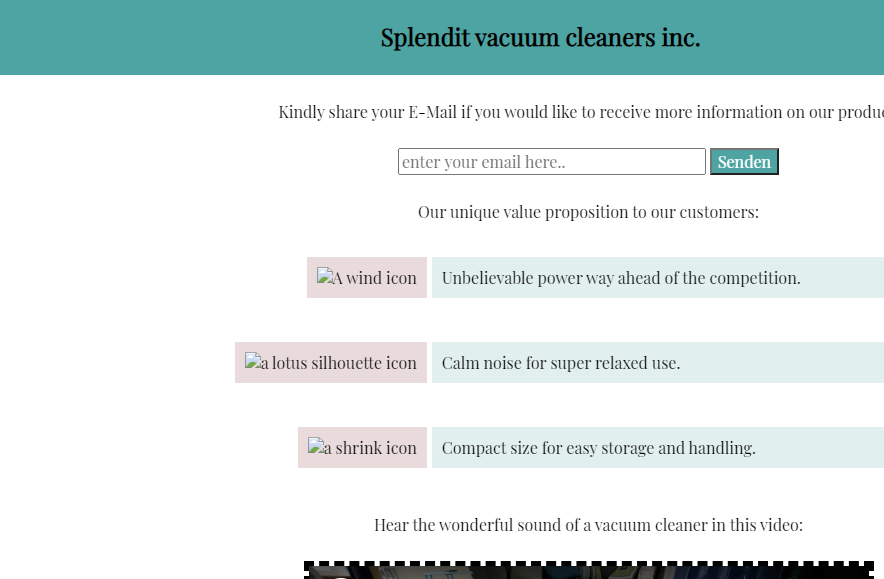 Splendit vacuum cleaners inc.
Kindly share your E-Mail if you would like to receive more information on our produ
enter your email here..
Senden
Our unique value proposition to our customers:
A wind icon
Unbelievable power way ahead of the competition.
a lotus silhouette icon
Calm noise for super relaxed use.
a shrink icon
Compact size for easy storage and handling.
Hear the wonderful sound of a vacuum cleaner in this video: